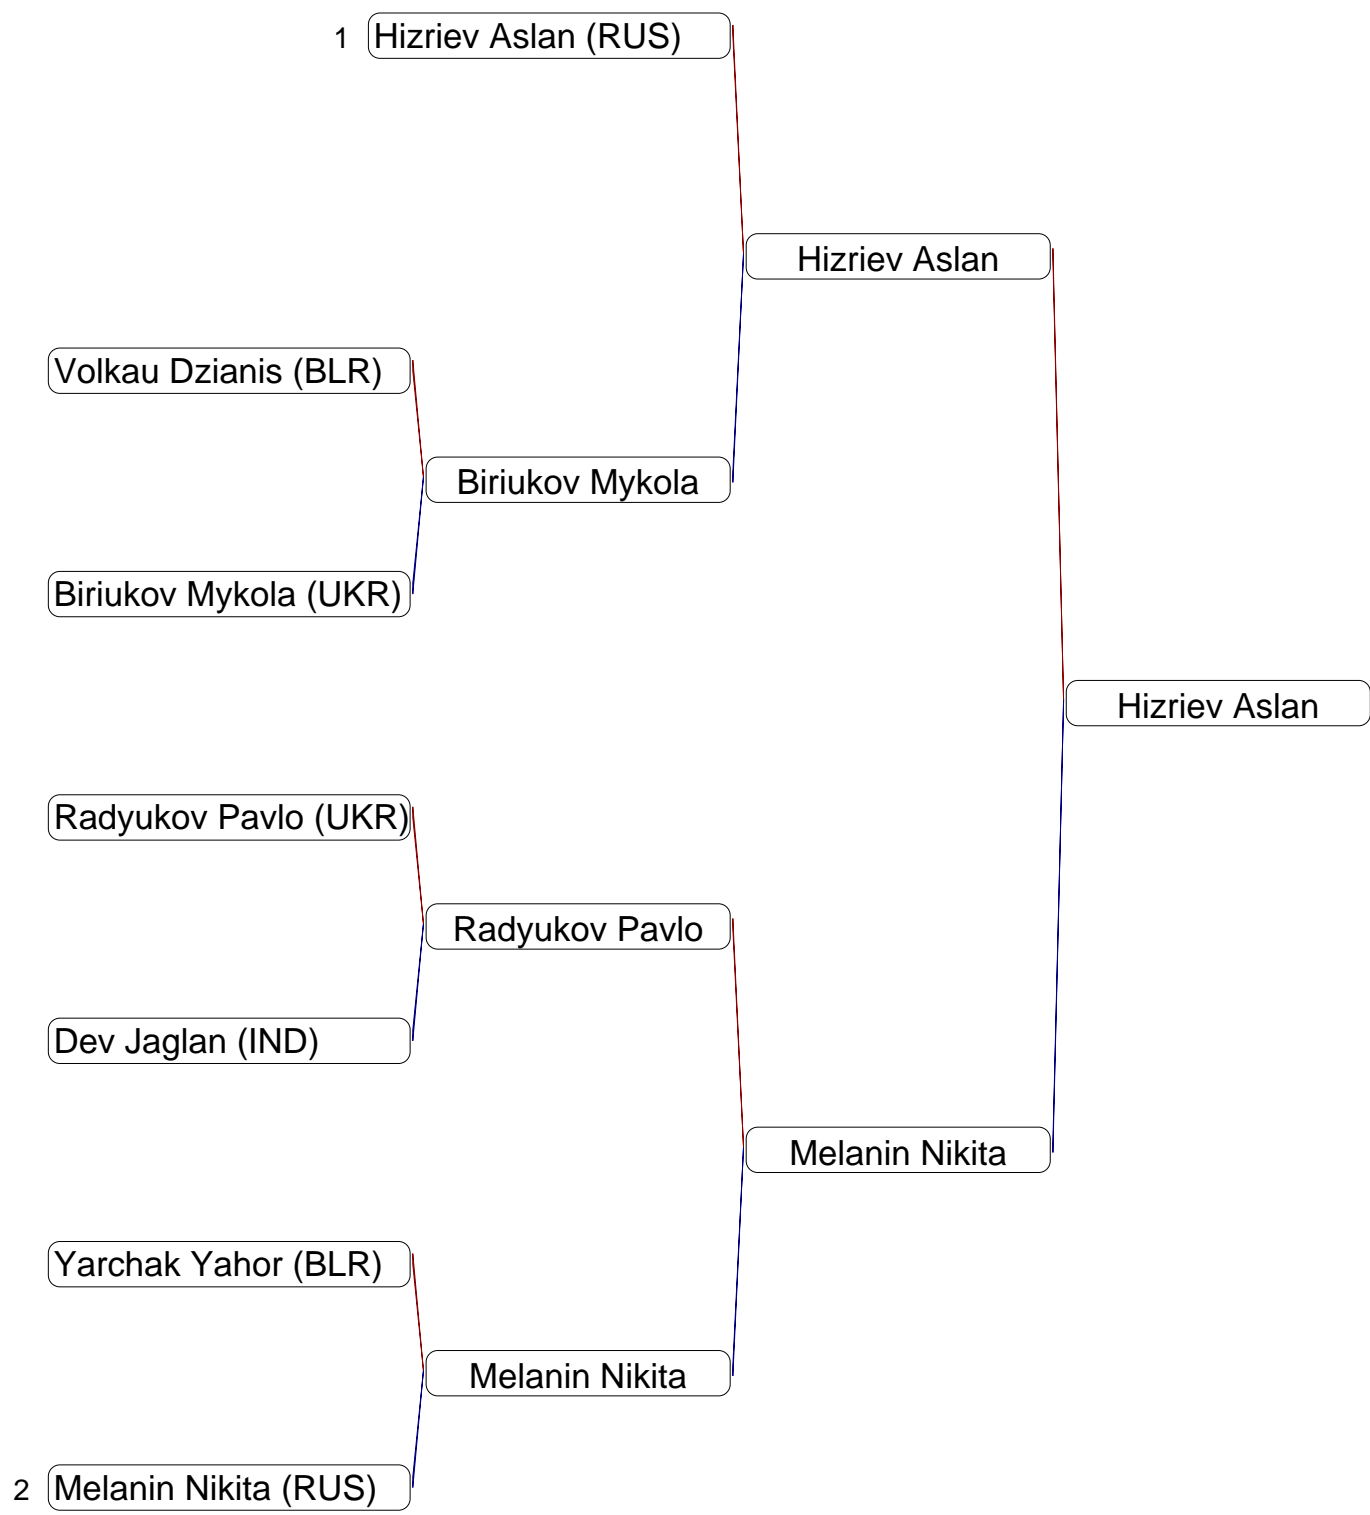 1 Hizriev Aslan (RUS)
Hizriev Aslan
Volkau Dzianis (BLR)
Biriukov Mykola
Biriukov Mykola (UKR)
Hizriev Aslan
Radyukov Pavlo (UKR)
Radyukov Pavlo
Dev Jaglan (IND)
Melanin Nikita
Yarchak Yahor (BLR)
Melanin Nikita
2 Melanin Nikita (RUS)